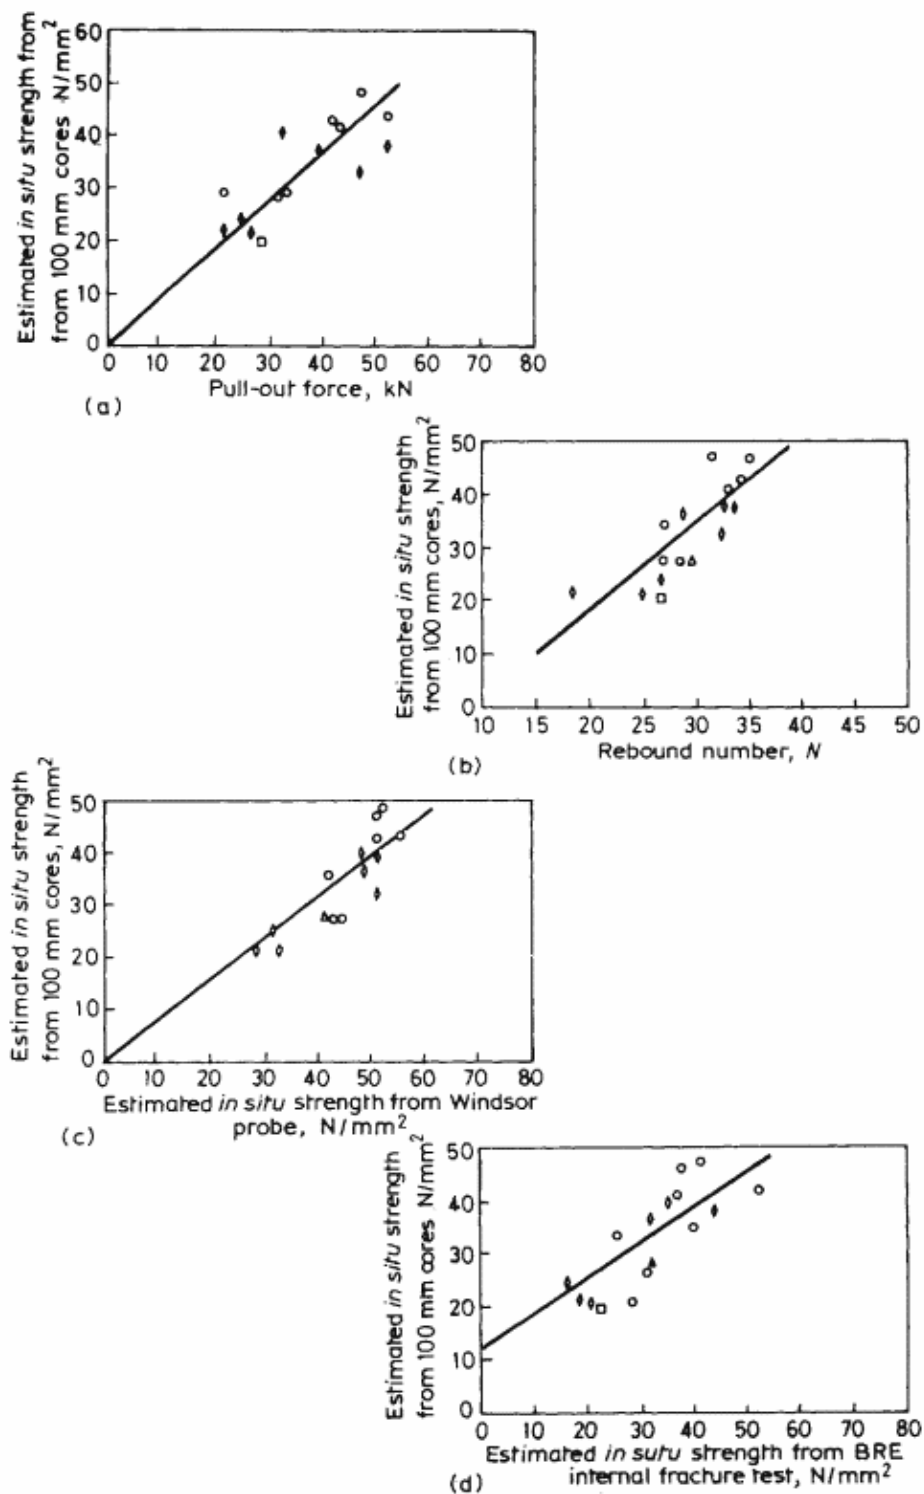 Estimated in situ strength from
from 100 mm cores N/mm2
60
50
40
30
20
10
0
0 10 20 30 40 50 60 70 80
Pull-out force, kN
(a)
Estimated in situ strength
from 100 mm cores, N/mm2
50
40
30
20
10
0
10 15 20 25 30 35 40 45 50
Rebound number, N
(b)
Estimated in situ strength
from 100 mm cores, N/mm2
50
40
30
20
10
0
0 10 20 30 40 50 60 70 80
Estimated in situ strength from Windsor
probe, N/mm2
(c)
Estimated in situ strength
from 100 mm cores N/mm2
50
40
30
20
10
0
0 10 20 30 40 50 60 70 80
Estimated in sutu strength from BRE
internal fracture test, N/mm2
(d)